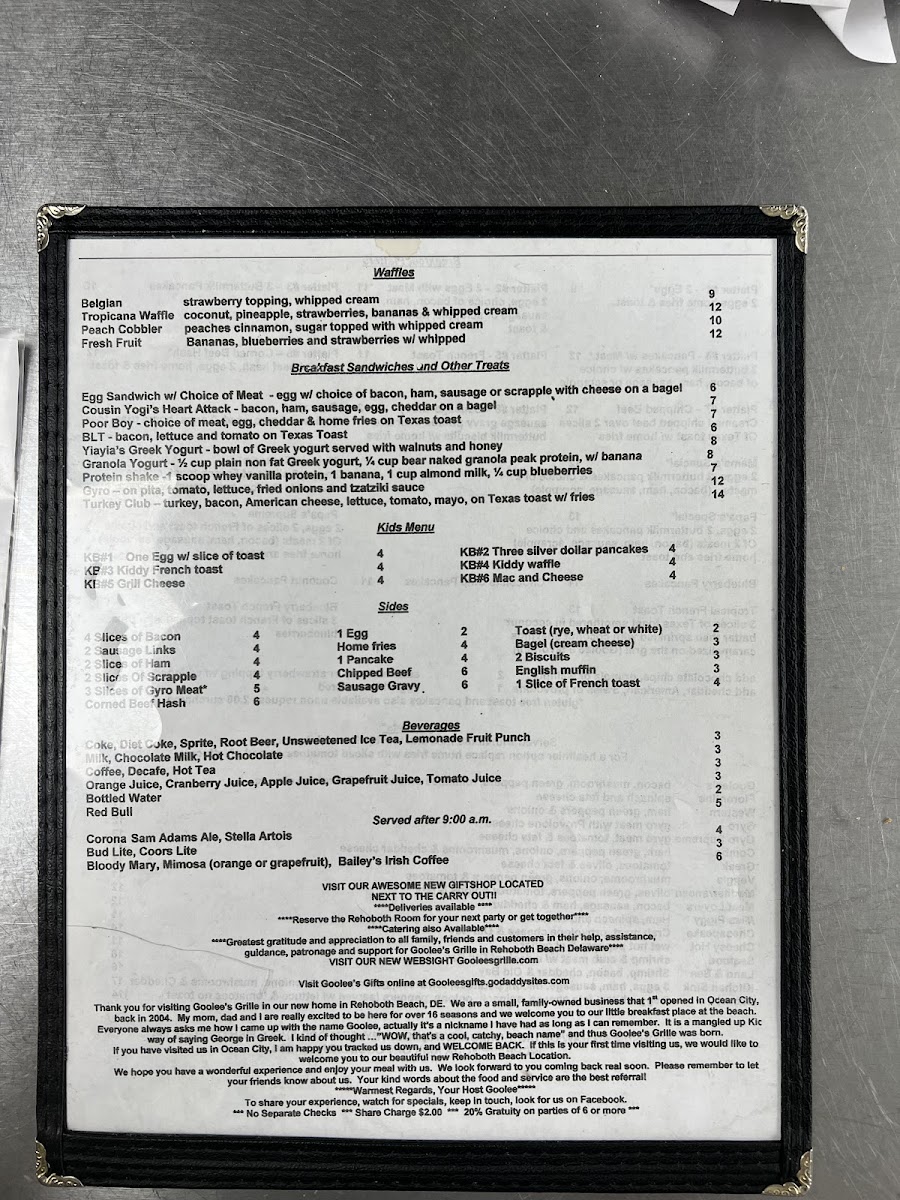 Waffles
Belgian strawberry topping, whipped cream 9
Tropicana Waffle coconut, pineapple, strawberries, bananas & whipped cream 12
Peach Cobbler peaches cinnamon, sugar topped with whipped cream 10
Fresh Fruit Bananas, blueberries and strawberries w/ whipped 12
Breakfast Sandwiches and Other Treats
Egg Sandwich w/ Choice of Meat - egg w/ choice of bacon, ham, sausage or scrapple with cheese on a bagel 6
Cousin Yogi's Heart Attack - bacon, ham, sausage, egg, cheddar on a bagel 7
Poor Boy - choice of meat, egg, cheddar & home fries on Texas toast 7
BLT - bacon, lettuce and tomato on Texas Toast 6
Yiayia's Greek Yogurt - bowl of Greek yogurt served with walnuts and honey 8
Granola Yogurt - ½ cup plain non fat Greek yogurt, ¼ cup bear naked granola peak protein, w/ banana 8
Protein shake -1 scoop whey vanilla protein, 1 banana, 1 cup almond milk, ¼ cup blueberries 7
Gyro – on pita, tomato, lettuce, fried onions and tzatziki sauce 12
Turkey Club – turkey, bacon, American cheese, lettuce, tomato, mayo, on Texas toast w/ fries 14
Kids Menu
KB#1 One Egg w/ slice of toast 4 KB#2 Three silver dollar pancakes 4
KB#3 Kiddy French toast 4 KB#4 Kiddy waffle 4
KB#5 Grill Cheese 4 KB#6 Mac and Cheese 4
Sides
4 Slices of Bacon 4 1 Egg 2 Toast (rye, wheat or white) 2
2 Sausage Links 4 Home fries 4 Bagel (cream cheese) 3
2 Slices of Ham 4 1 Pancake 4 2 Biscuits 3
2 Slices Of Scrapple 4 Chipped Beef 6 English muffin 3
3 Slices of Gyro Meat* 5 Sausage Gravy 6 1 Slice of French toast 4
Corned Beef Hash 6
Beverages
Coke, Diet Coke, Sprite, Root Beer, Unsweetened Ice Tea, Lemonade Fruit Punch 3
Milk, Chocolate Milk, Hot Chocolate 3
Coffee, Decafe, Hot Tea 3
Orange Juice, Cranberry Juice, Apple Juice, Grapefruit Juice, Tomato Juice 3
Bottled Water 2
Red Bull 5
Served after 9:00 a.m.
Corona Sam Adams Ale, Stella Artois 4
Bud Lite, Coors Lite 3
Bloody Mary, Mimosa (orange or grapefruit), Bailey's Irish Coffee 6
VISIT OUR AWESOME NEW GIFTSHOP LOCATED
NEXT TO THE CARRY OUT!!
****Deliveries available ****
****Reserve the Rehoboth Room for your next party or get together****
****Catering also Available****
****Greatest gratitude and appreciation to all family, friends and customers in their help, assistance,
guidance, patronage and support for Goolee's Grille in Rehoboth Beach Delaware****
VISIT OUR NEW WEBSIGHT Gooleesgrille.com
Visit Goolee's Gifts online at Gooleesgifts.godaddysites.com
Thank you for visiting Goolee's Grille in our new home in Rehoboth Beach, DE. We are a small, family-owned business that 1st opened in Ocean City,
back in 2004. My mom, dad and I are really excited to be here for over 16 seasons and we welcome you to our little breakfast place at the beach.
Everyone always asks me how I came up with the name Goolee, actually it's a nickname I have had as long as I can remember. It is a mangled up Kic
way of saying George in Greek. I kind of thought ..."WOW, that's a cool, catchy, beach name" and thus Goolee's Grille was born.
If you have visited us in Ocean City, I am happy you tracked us down, and WELCOME BACK. If this is your first time visiting us, we would like to
welcome you to our beautiful new Rehoboth Beach Location.
We hope you have a wonderful experience and enjoy your meal with us. We look forward to you coming back real soon. Please remember to let
your friends know about us. Your kind words about the food and service are the best referral!
*****Warmest Regards, Your Host Goolee*****
To share your experience, watch for specials, keep in touch, look for us on Facebook.
*** No Separate Checks *** Share Charge $2.00 *** 20% Gratuity on parties of 6 or more ***